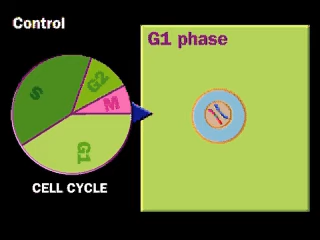 Control
G1 phase
S
G2
M
G1
CELL CYCLE